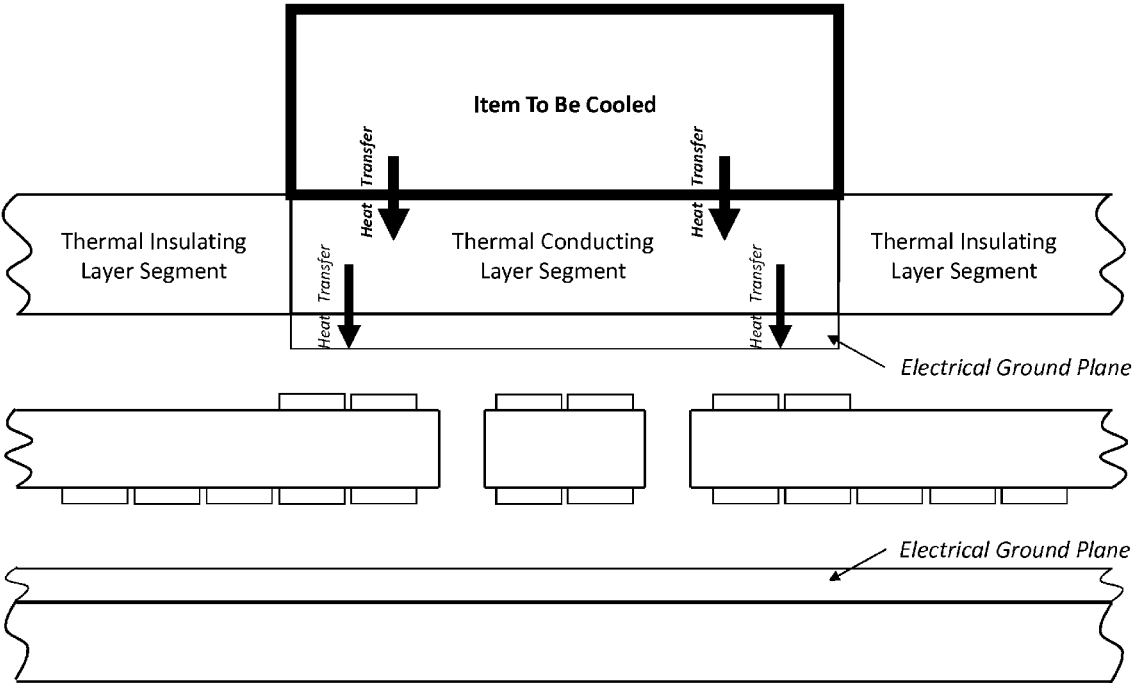 Item To Be Cooled
Heat Transfer
Heat Transfer
Thermal Insulating
Layer Segment
Thermal Conducting
Layer Segment
Thermal Insulating
Layer Segment
Heat Transfer
Heat Transfer
Electrical Ground Plane
Electrical Ground Plane